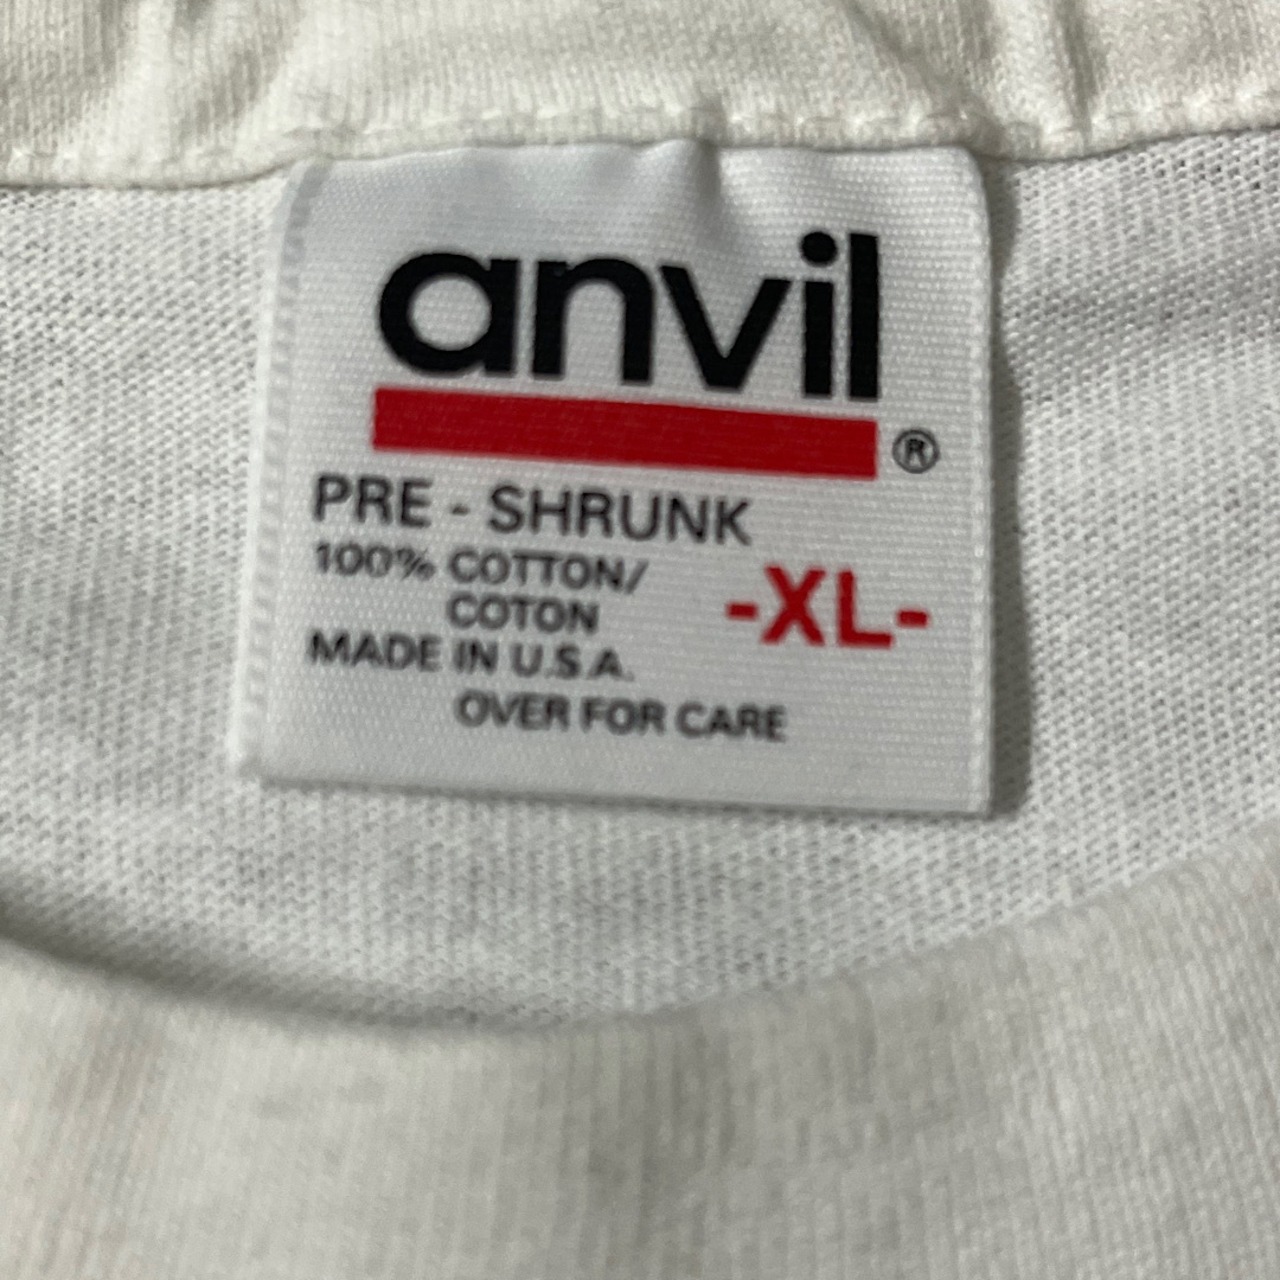 anvil
®
PRE - SHRUNK
100% COTTON/
COTON
-XL-
MADE IN U.S.A.
OVER FOR CARE